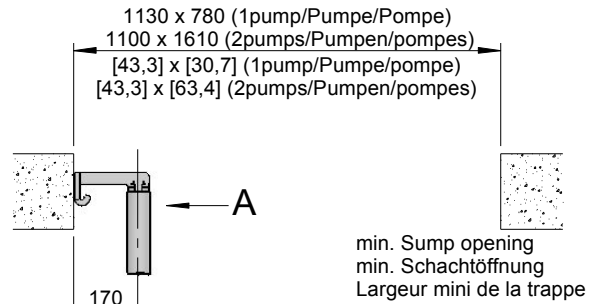 1130 x 780 (1pump/Pumpe/Pompe)
1100 x 1610 (2pumps/Pumpen/pompes)
[43,3] x [30,7] (1pump/Pumpe/pompe)
[43,3] x [63,4] (2pumps/Pumpen/pompes)
A
min. Sump opening
min. Schachtöffnung
Largeur mini de la trappe
170